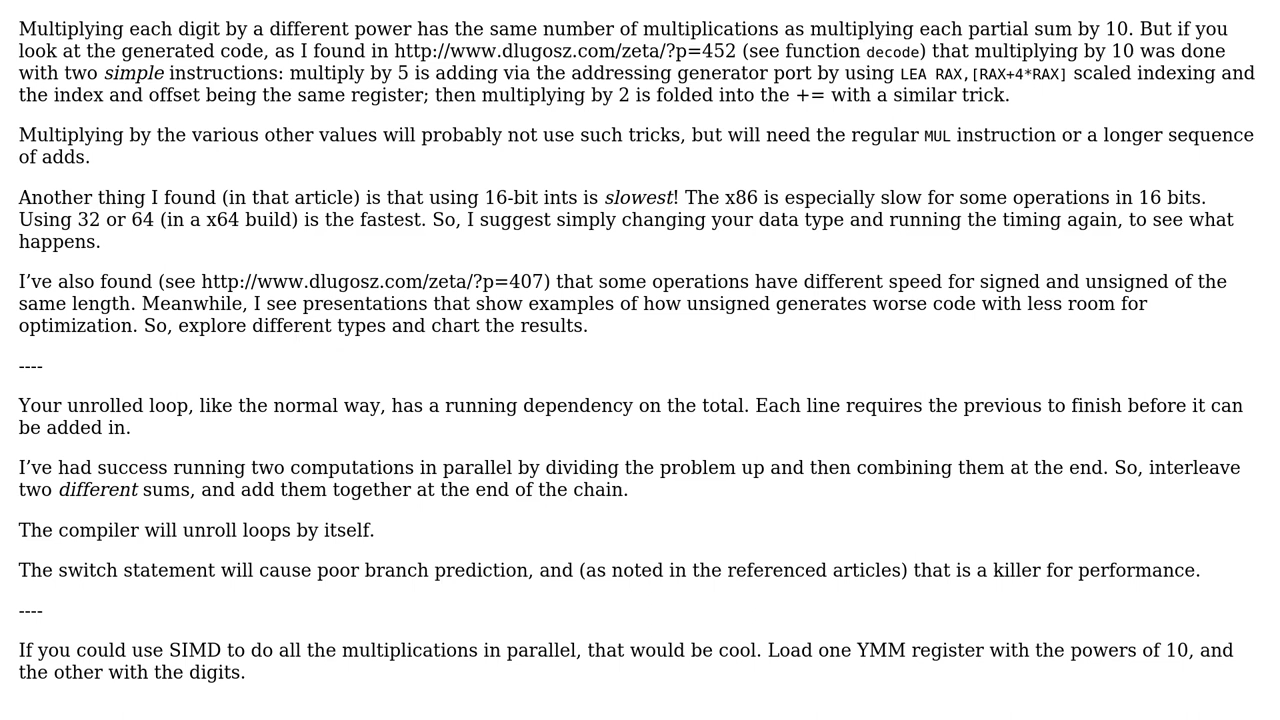 Multiplying each digit by a different power has the same number of multiplications as multiplying each partial sum by 10. But if you
look at the generated code, as I found in http://www.dlugosz.com/zeta/?p=452 (see function decode) that multiplying by 10 was done
with two simple instructions: multiply by 5 is adding via the addressing generator port by using LEA RAX,[RAX+4*RAX] scaled indexing and
the index and offset being the same register; then multiplying by 2 is folded into the += with a similar trick.
Multiplying by the various other values will probably not use such tricks, but will need the regular MUL instruction or a longer sequence
of adds.
Another thing I found (in that article) is that using 16-bit ints is slowest! The x86 is especially slow for some operations in 16 bits.
Using 32 or 64 (in a x64 build) is the fastest. So, I suggest simply changing your data type and running the timing again, to see what
happens.
I’ve also found (see http://www.dlugosz.com/zeta/?p=407) that some operations have different speed for signed and unsigned of the
same length. Meanwhile, I see presentations that show examples of how unsigned generates worse code with less room for
optimization. So, explore different types and chart the results.
----
Your unrolled loop, like the normal way, has a running dependency on the total. Each line requires the previous to finish before it can
be added in.
I’ve had success running two computations in parallel by dividing the problem up and then combining them at the end. So, interleave
two different sums, and add them together at the end of the chain.
The compiler will unroll loops by itself.
The switch statement will cause poor branch prediction, and (as noted in the referenced articles) that is a killer for performance.
----
If you could use SIMD to do all the multiplications in parallel, that would be cool. Load one YMM register with the powers of 10, and
the other with the digits.